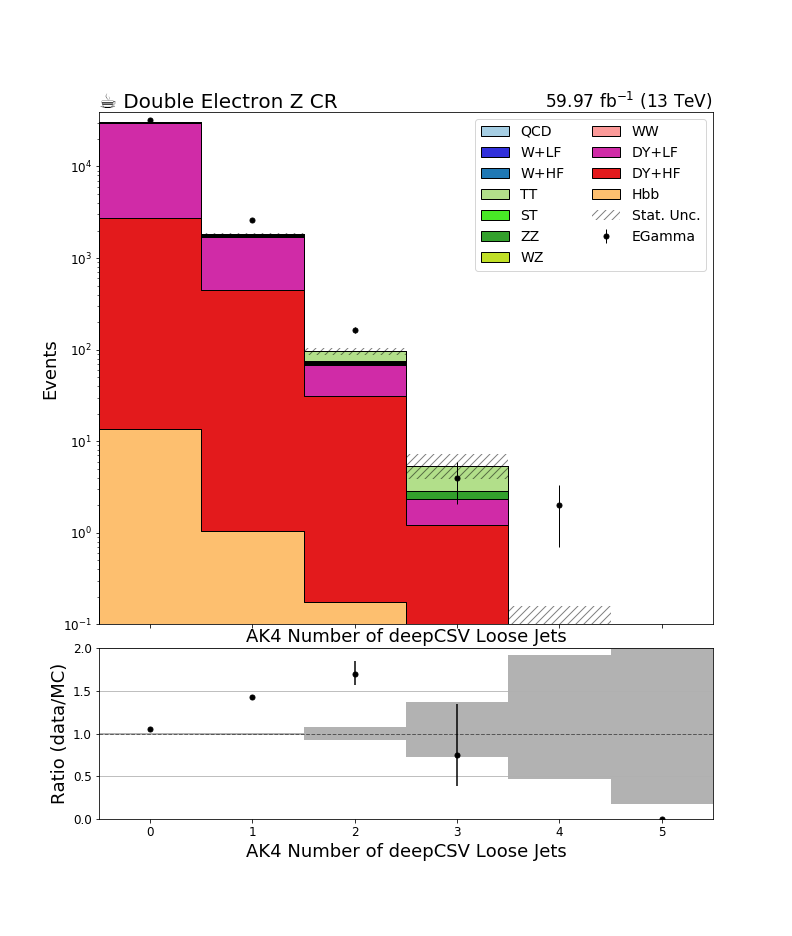 ☕ Double Electron Z CR
59.97 fb⁻¹ (13 TeV)
QCD
W+LF
W+HF
TT
ST
ZZ
WZ
WW
DY+LF
DY+HF
Hbb
Stat. Unc.
EGamma
Events
10⁴
10³
10²
10¹
10⁰
10⁻¹
AK4 Number of deepCSV Loose Jets
Ratio (data/MC)
2.0
1.5
1.0
0.5
0.0
0 1 2 3 4 5
AK4 Number of deepCSV Loose Jets